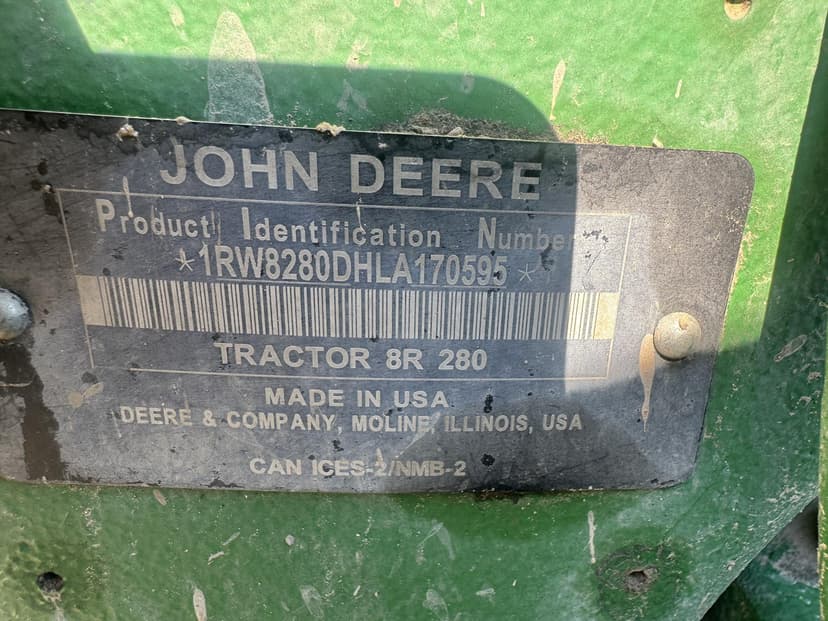 JOHN DEERE
Product Identification Number
*1RW8280DHLA170595*
TRACTOR 8R 280
MADE IN USA
DEERE & COMPANY, MOLINE, ILLINOIS, USA
CAN ICES-2/NMB-2